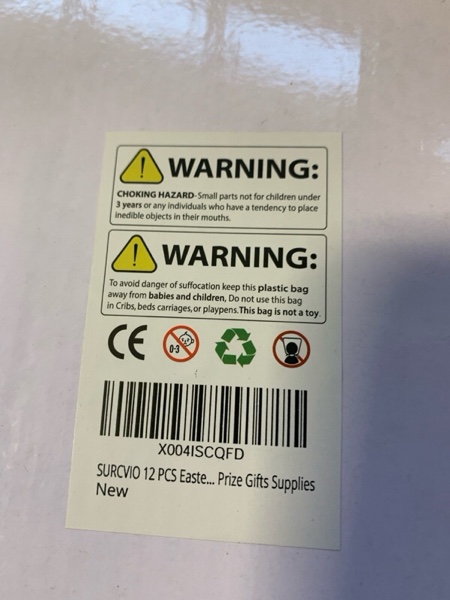 WARNING:
CHOKING HAZARD-Small parts not for children under
3 years or any individuals who have a tendency to place
inedible objects in their mouths.
WARNING:
To avoid danger of suffocation keep this plastic bag
away from babies and children, Do not use this bag
in Cribs, beds carriages, or playpens. This bag is not a toy.
CE
0-3
X004ISCQFD
SURCVIO 12 PCS Easte... Prize Gifts Supplies
New